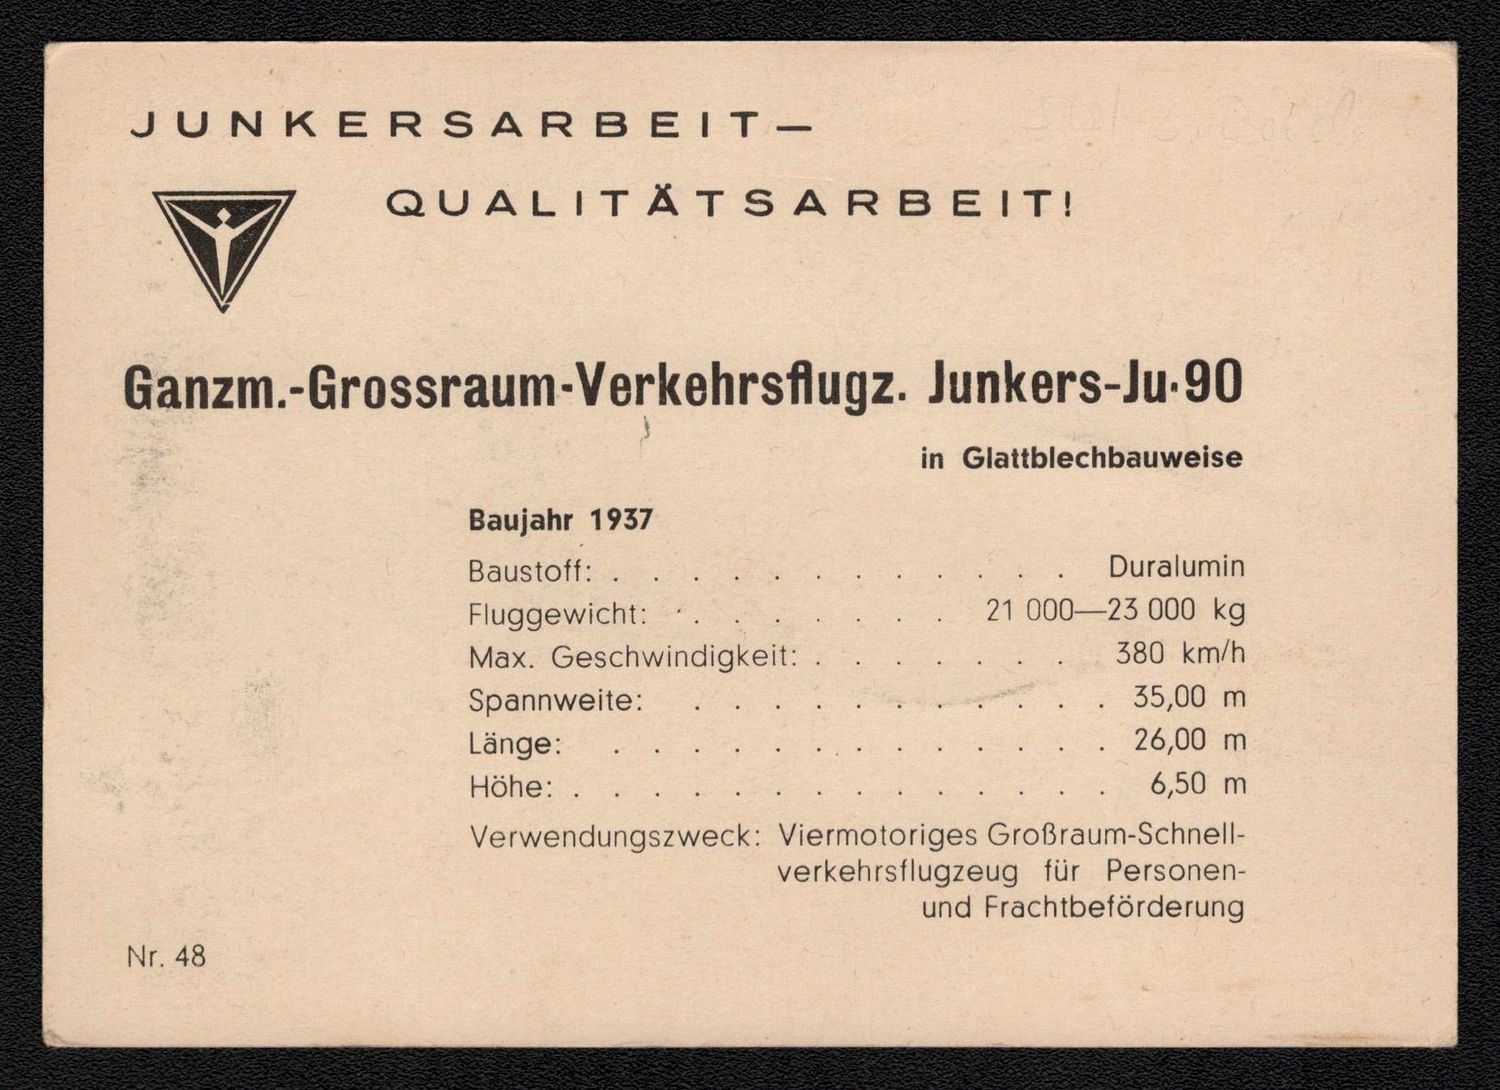 JUNKERSARBEIT—
QUALITÄTSARBEIT!
Ganzm.-Grossraum-Verkehrsflugz. Junkers-Ju·90
in Glattblechbauweise
Baujahr 1937
Baustoff: . . . . . . . . . . . . Duralumin
Fluggewicht: . . . . . . . . 21 000—23 000 kg
Max. Geschwindigkeit: . . . . . . . 380 km/h
Spannweite: . . . . . . . . . . . 35,00 m
Länge: . . . . . . . . . . . . . 26,00 m
Höhe: . . . . . . . . . . . . . . 6,50 m
Verwendungszweck: Viermotoriges Großraum-Schnell-
verkehrsflugzeug für Personen-
und Frachtbeförderung
Nr. 48